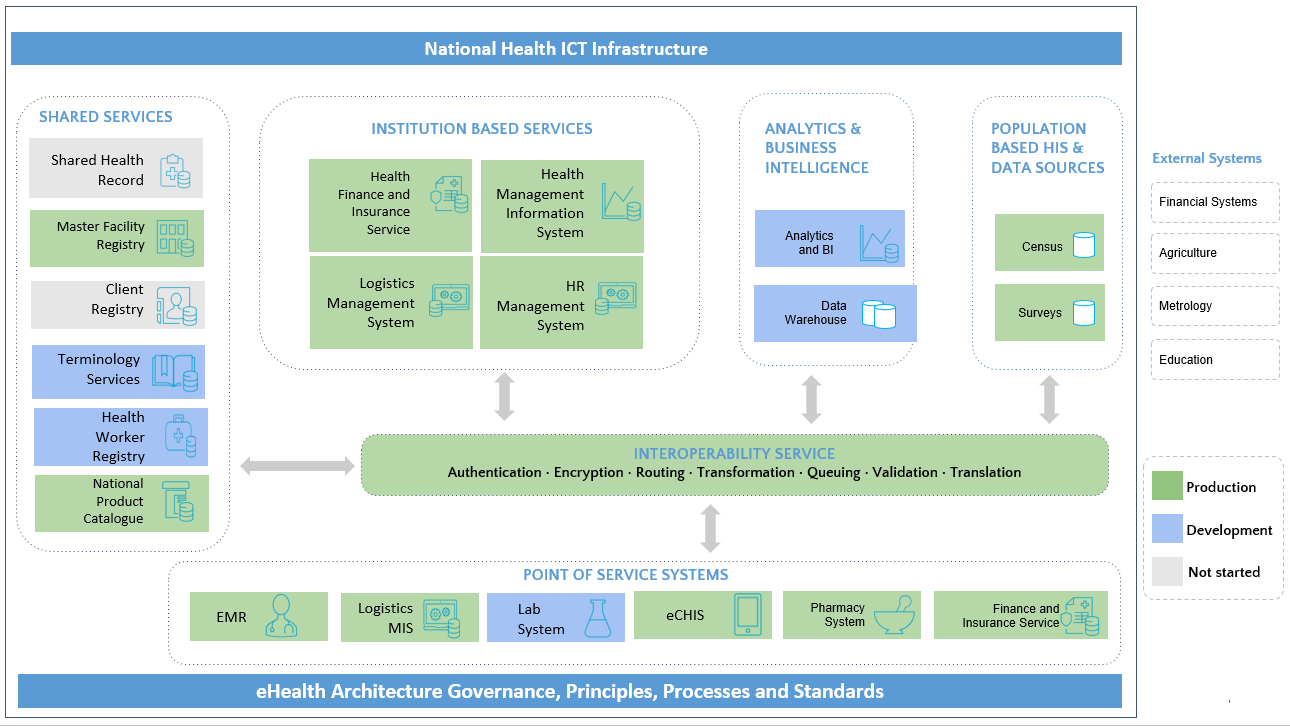 National Health ICT Infrastructure
SHARED SERVICES
Shared Health
Record
Master Facility
Registry
Client
Registry
Terminology
Services
Health
Worker
Registry
National
Product
Catalogue
INSTITUTION BASED SERVICES
Health
Finance and
Insurance
Service
Health
Management
Information
System
Logistics
Management
System
HR
Management
System
ANALYTICS &
BUSINESS
INTELLIGENCE
Analytics
and BI
Data
Warehouse
POPULATION
BASED HIS &
DATA SOURCES
Census
Surveys
External Systems
Financial Systems
Agriculture
Metrology
Education
INTEROPERABILITY SERVICE
Authentication · Encryption · Routing · Transformation · Queuing · Validation · Translation
Production
Development
Not started
POINT OF SERVICE SYSTEMS
EMR
Logistics
MIS
Lab
System
eCHIS
Pharmacy
System
Finance and
Insurance Service
eHealth Architecture Governance, Principles, Processes and Standards